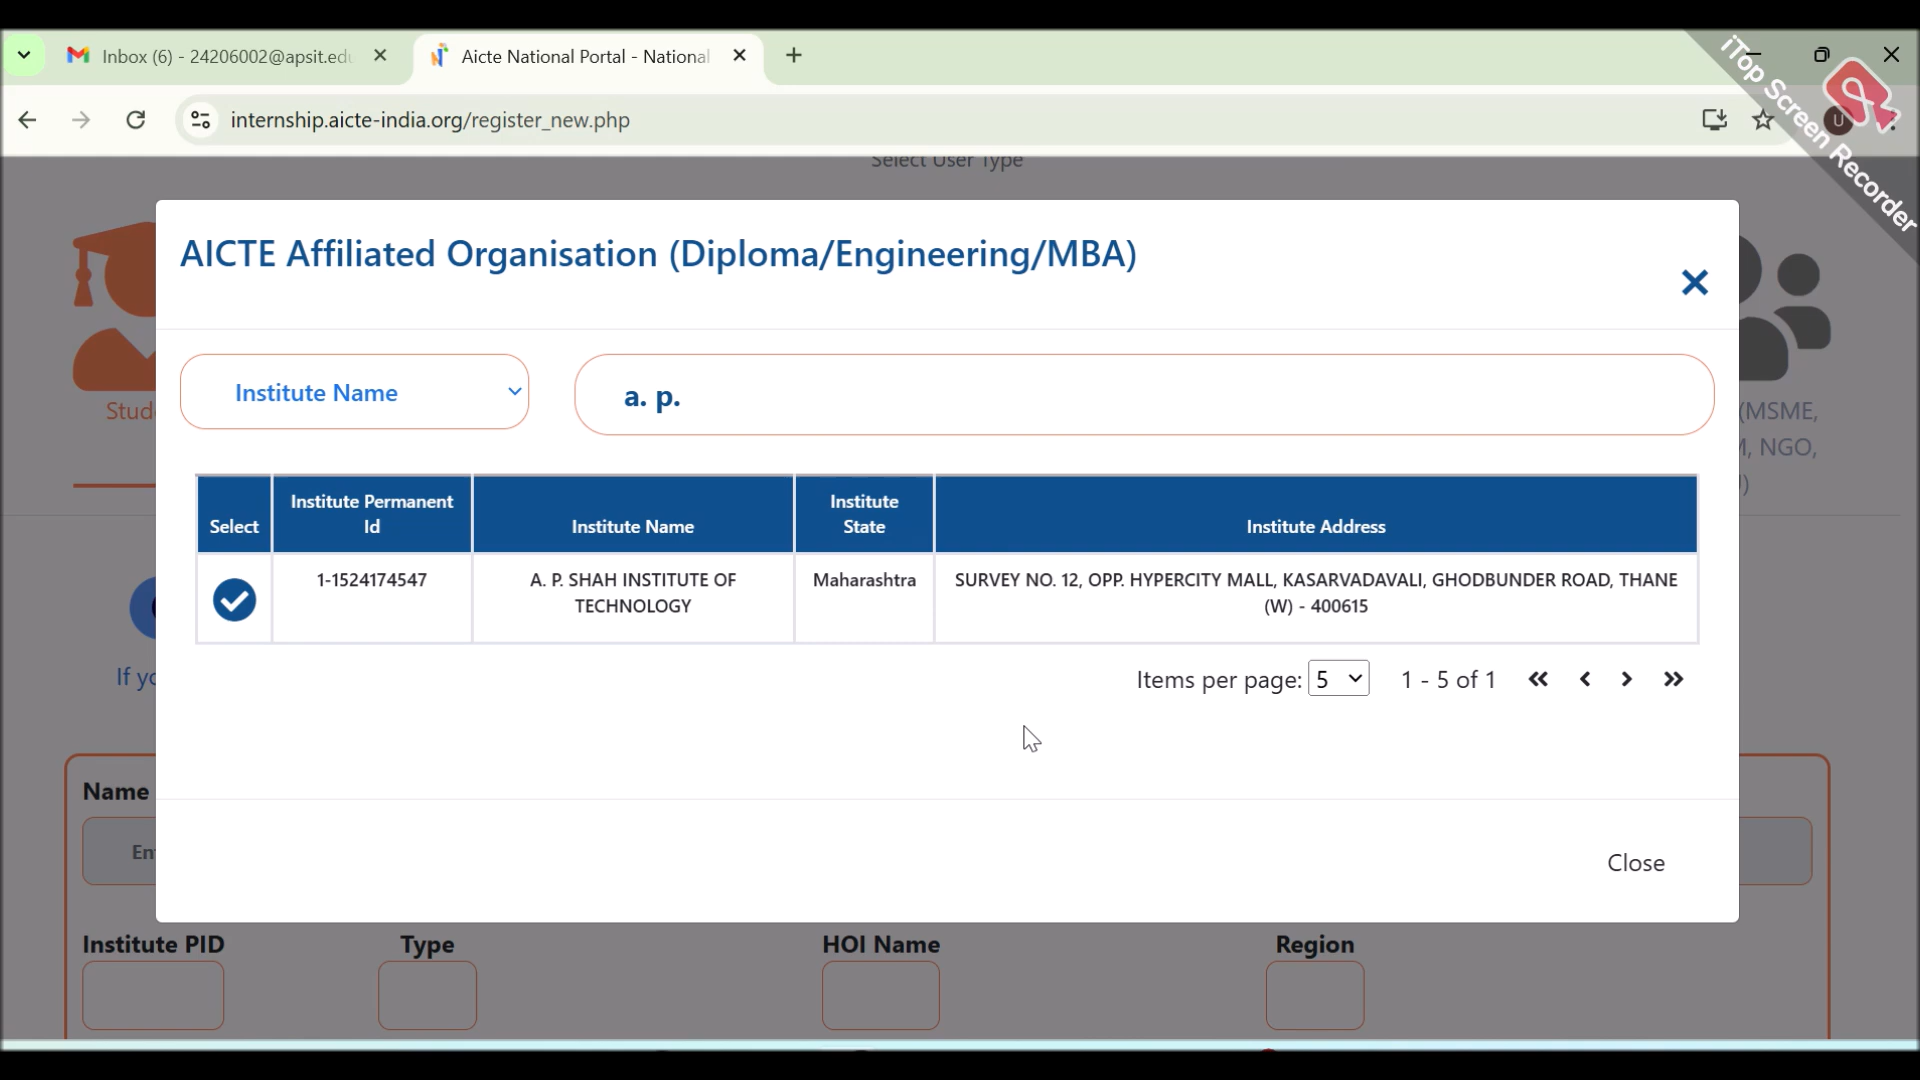 Inbox (6) - 24206002@apsit.edu
Aicte National Portal - National
iTop Screen Recorder
internship.aicte-india.org/register_new.php
U
Select User Type
AICTE Affiliated Organisation (Diploma/Engineering/MBA)
Institute Name
a. p.
Stud
(MSME,
M, NGO,
)
Select
Institute Permanent
Id
Institute Name
Institute
State
Institute Address
1-1524174547
A. P. SHAH INSTITUTE OF
TECHNOLOGY
Maharashtra
SURVEY NO. 12, OPP. HYPERCITY MALL, KASARVADAVALI, GHODBUNDER ROAD, THANE
(W) - 400615
If yo
Items per page: 5
1 - 5 of 1
Name
En
Close
Institute PID
Type
HOI Name
Region